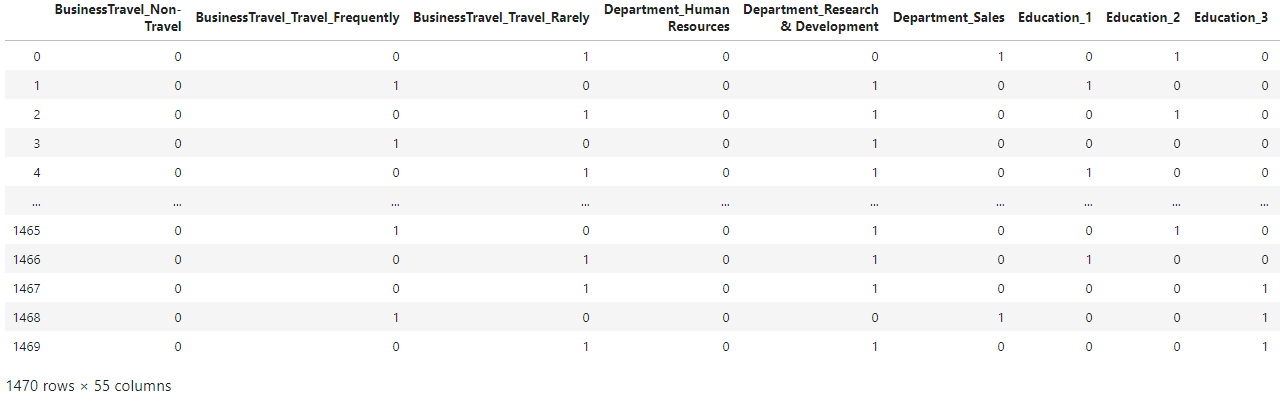 BusinessTravel_Non-Travel BusinessTravel_Travel_Frequently BusinessTravel_Travel_Rarely Department_Human Resources Department_Research & Development Department_Sales Education_1 Education_2 Education_3
0 0 0 1 0 0 1 0 1 0
1 0 1 0 0 1 0 1 0 0
2 0 0 1 0 1 0 0 1 0
3 0 1 0 0 1 0 0 0 0
4 0 0 1 0 1 0 1 0 0
... ... ... ... ... ... ... ... ... ...
1465 0 1 0 0 1 0 0 1 0
1466 0 0 1 0 1 0 1 0 0
1467 0 0 1 0 1 0 0 0 1
1468 0 1 0 0 0 1 0 0 1
1469 0 0 1 0 1 0 0 0 1
1470 rows × 55 columns